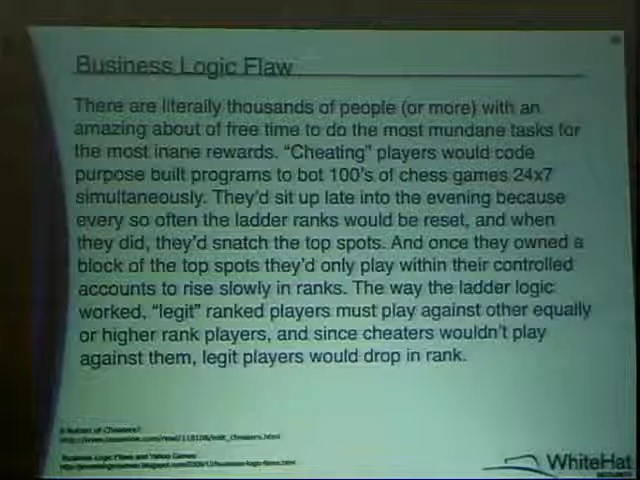 Business Logic Flaw
There are literally thousands of people (or more) with an
amazing about of free time to do the most mundane tasks for
the most inane rewards. “Cheating” players would code
purpose built programs to bot 100’s of chess games 24x7
simultaneously. They’d sit up late into the evening because
every so often the ladder ranks would be reset, and when
they did, they’d snatch the top spots. And once they owned a
block of the top spots they’d only play within their controlled
accounts to rise slowly in ranks. The way the ladder logic
worked, “legit” ranked players must play against other equally
or higher rank players, and since cheaters wouldn’t play
against them, legit players would drop in rank.
Business Logic Flaws and Yahoo Games
WhiteHat